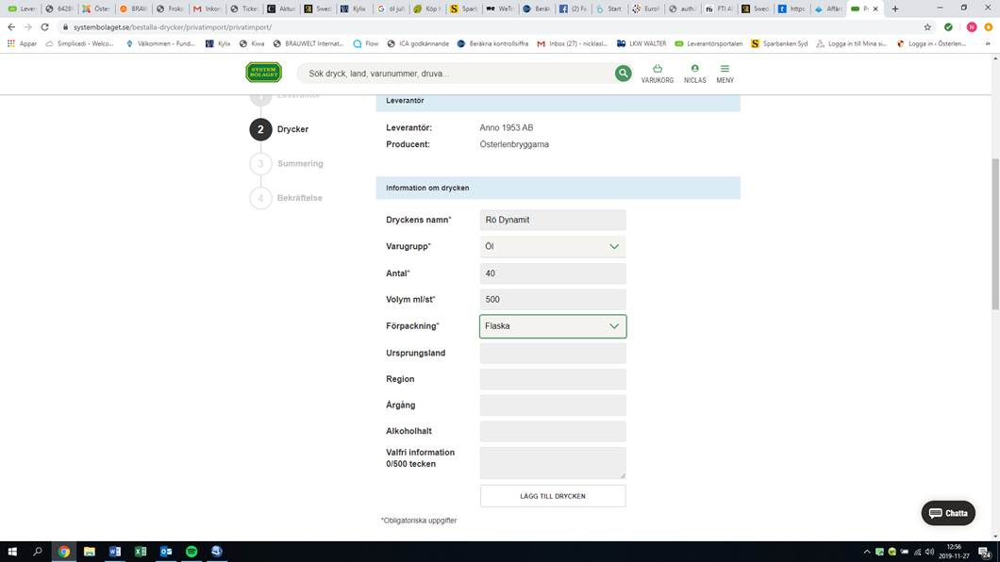 Lever
6428
Öster
BRAU
Froks
Inkor
Ticke
Aktu
Swed
Kylix
öl jul
Köp
Spar
WeTr
Beräk
(2) Fa
Start
Eurol
auth.
FTI A
Swed
https
Affär
Pr
systembolaget.se/bestalla-drycker/privatimport/privatimport/
N
Appar
Simplicedi - Welco...
Välkommen - Fund...
Kylix
Kiwa
BRAUWELT Internat...
Flow
ICA godkännande
Beräkna kontrollsiffra
Inbox (27) - nicklasl...
LKW WALTER
Leverantörsportalen
Sparbanken Syd
Logga in till Mina si...
Logga in ‹ Österlen...
»
SYSTEM BOLAGET
Sök dryck, land, varunummer, druva...
VARUKORG
NICLAS
MENY
1 Leverantör
Leverantör
2 Drycker
Leverantör: Anno 1953 AB
Producent: Österlenbryggarna
3 Summering
4 Bekräftelse
Information om drycken
Dryckens namn* Rö Dynamit
Varugrupp* Öl
Antal* 40
Volym ml/st* 500
Förpackning* Flaska
Ursprungsland
Region
Årgång
Alkoholhalt
Valfri information
0/500 tecken
LÄGG TILL DRYCKEN
*Obligatoriska uppgifter
Chatta
12:56
2019-11-27
24